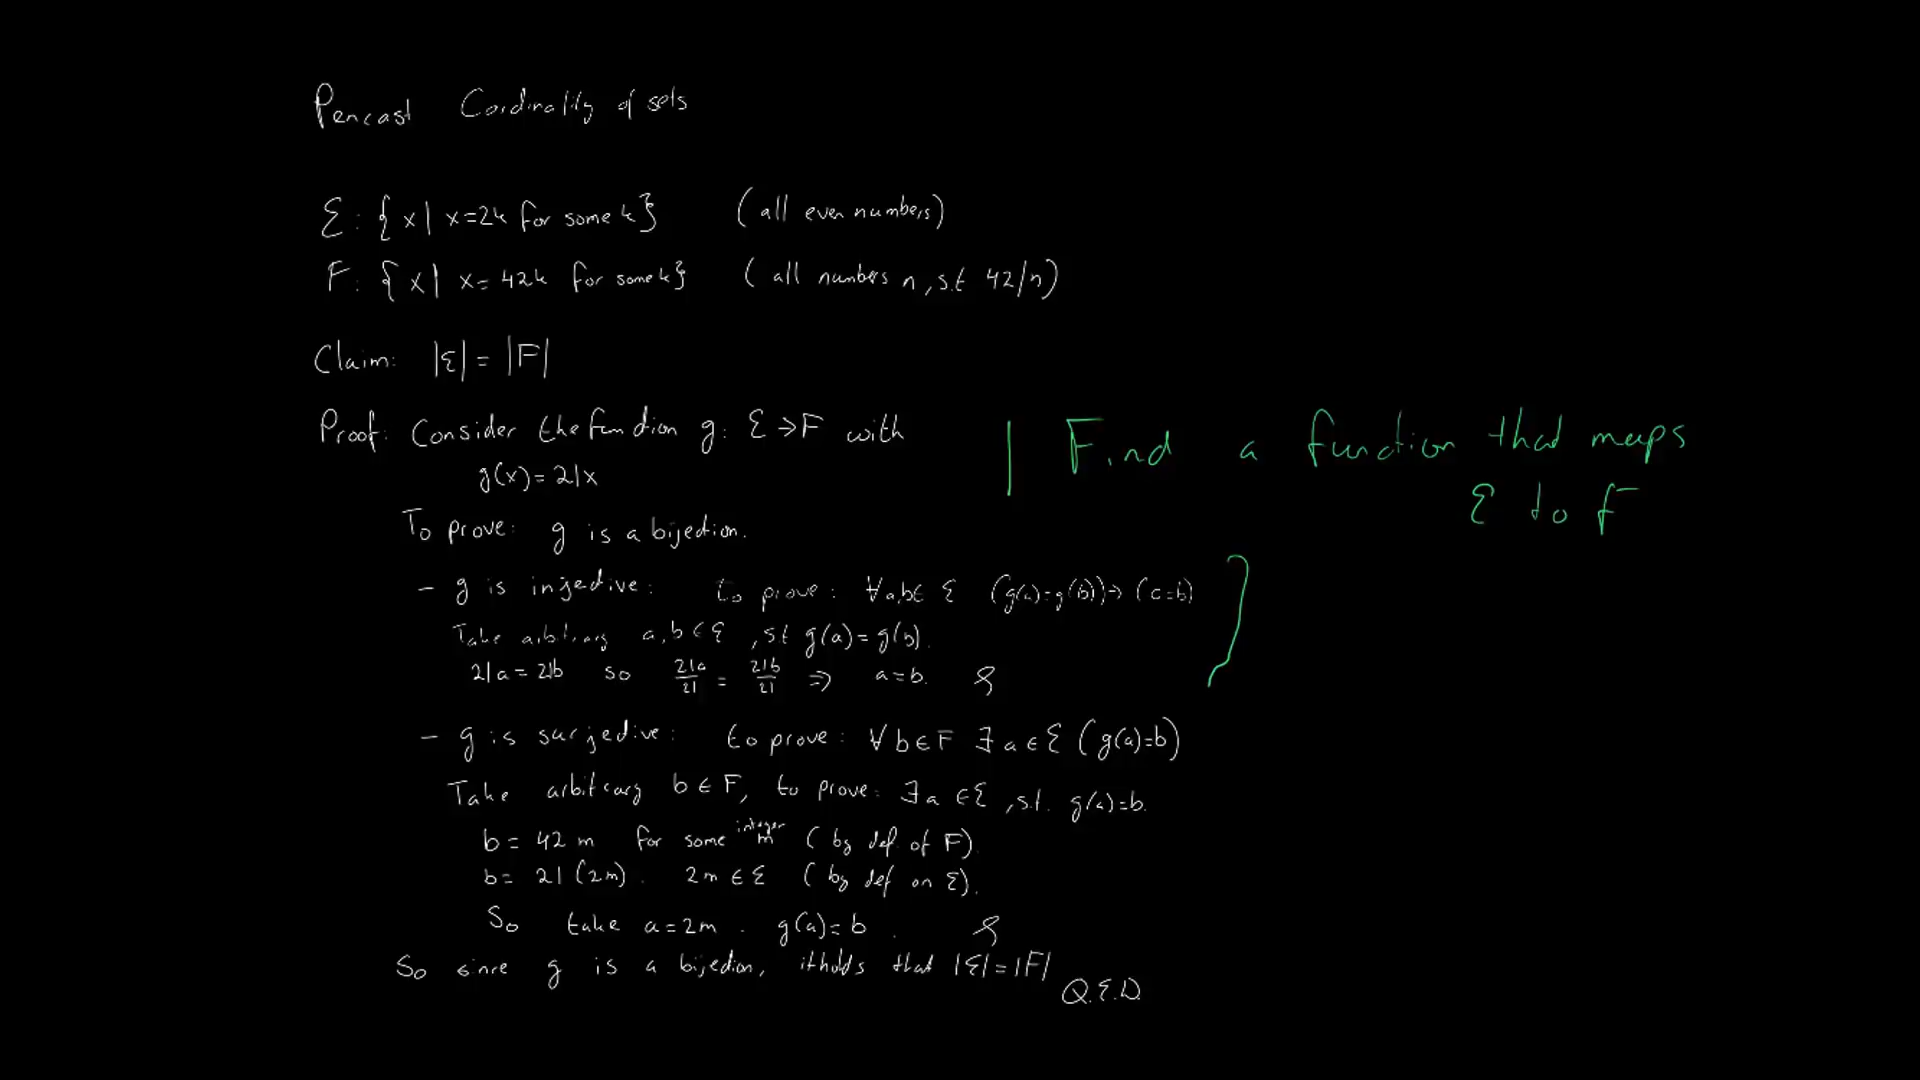 Pencast Cardinality of sets
E: {x | x=2k for some k} (all even numbers)
F: {x | x=42k for some k} (all numbers n, s.t 42/n)
Claim: |E| = |F|
Proof: Consider the function g: E → F with
g(x) = 21x
| Find a function that maps
E to F
To prove: g is a bijection.
- g is injective: to prove: ∀a,b∈ E (g(a)=g(b)) → (a=b)
Take arbitrary a,b ∈ E, st g(a) = g(b).
21a = 21b so 21a/21 = 21b/21 ⇒ a=b.
- g is surjective: to prove: ∀b∈F ∃a∈E (g(a)=b)
Take arbitrary b ∈ F, to prove: ∃a ∈E, s.t. g(a)=b.
b = 42m for some integer m (by def. of F).
b = 21(2m). 2m ∈ E (by def on E).
So take a=2m. g(a)=b.
So since g is a bijection, it holds that |E|=|F|
Q.E.D.